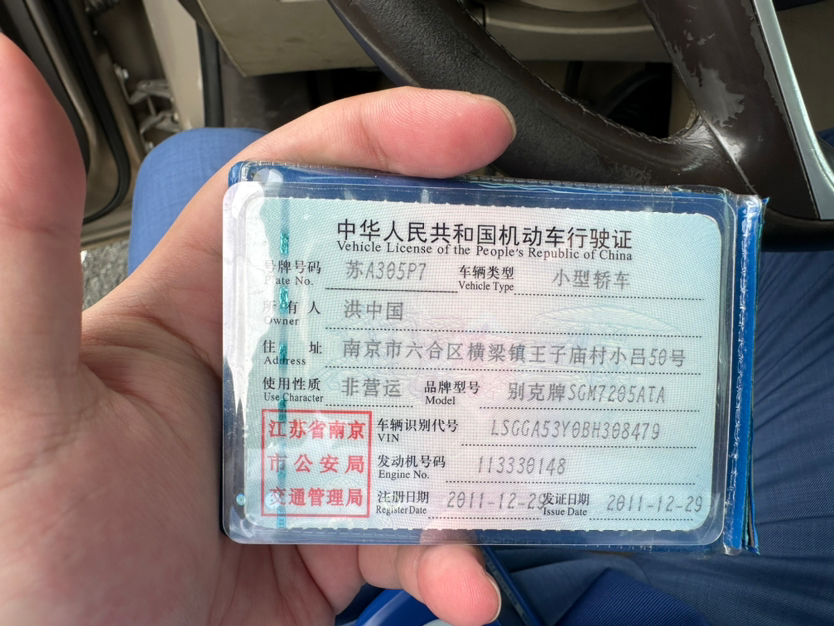 中华人民共和国机动车行驶证
Vehicle License of the People's Republic of China
号牌号码 苏A305P7 车辆类型 小型轿车
Plate No. Vehicle Type
所有人 洪中国
Owner
住址 南京市六合区横梁镇王子庙村小吕50号
Address
使用性质 非营运 品牌型号 别克牌SGM7205ATA
Use Character Model
江苏省南京
市公安局
交通管理局
车辆识别代号 LSGGA53Y0BH308479
VIN
发动机号码 113330148
Engine No.
注册日期 2011-12-29 发证日期 2011-12-29
Register Date Issue Date